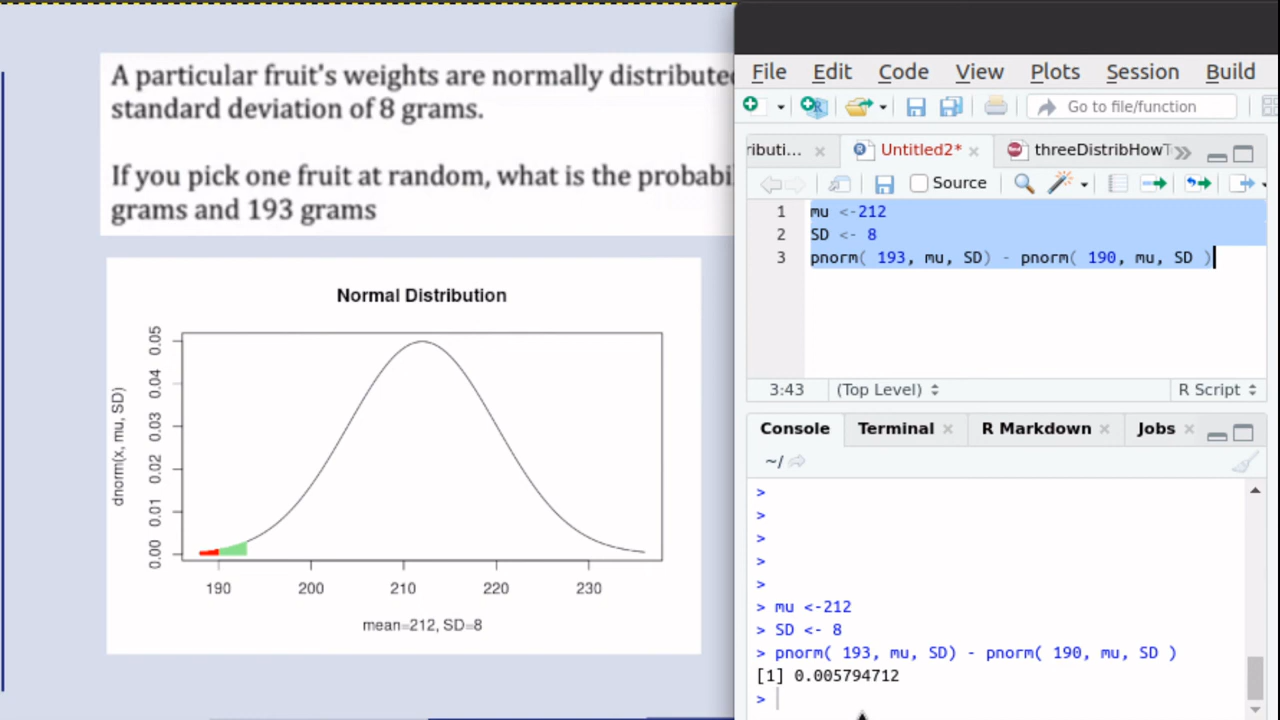 A particular fruit's weights are normally distributed
standard deviation of 8 grams.
If you pick one fruit at random, what is the
grams and 193 grams
Normal Distribution
dnorm(x, mu, SD)
0.05
0.04
0.03
0.02
0.01
0.00
190 200 210 220 230
mean=212, SD=8
File Edit Code View Plots Session Build
Go to file/function
Untitled2*
Source
1 mu <-212
2 SD <- 8
3 pnorm( 193, mu, SD) - pnorm( 190, mu, SD )
3:43 (Top Level) R Script
Console Terminal R Markdown Jobs
~/
>
>
>
>
>
> mu <-212
> SD <- 8
> pnorm( 193, mu, SD) - pnorm( 190, mu, SD )
[1] 0.005794712
>